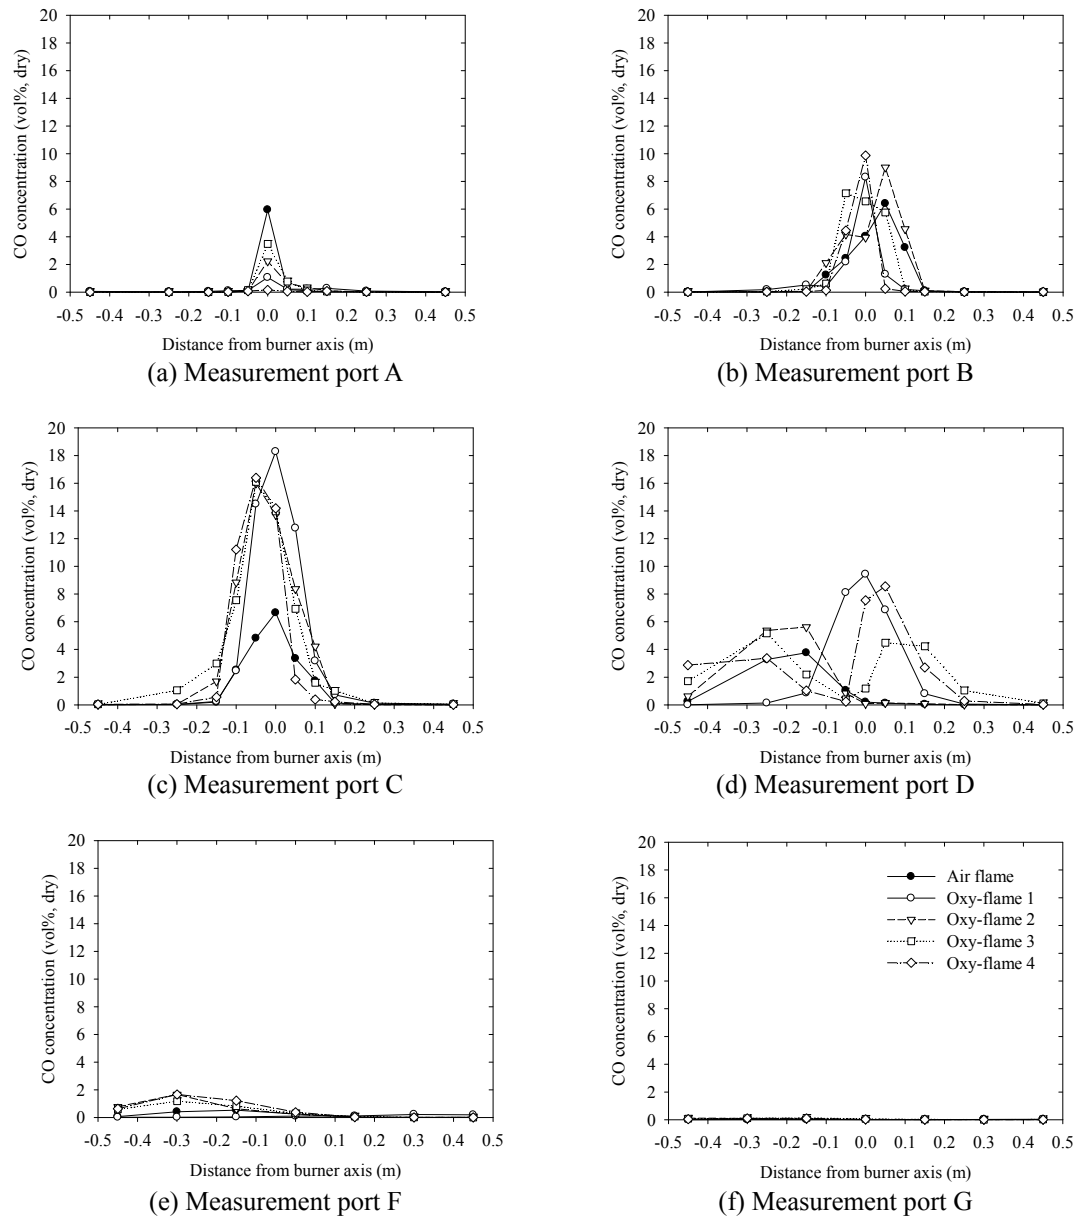 20
18
16
14
12
10
8
6
4
2
0
CO concentration (vol%, dry)
-0.5 -0.4 -0.3 -0.2 -0.1 0.0 0.1 0.2 0.3 0.4 0.5
Distance from burner axis (m)
(a) Measurement port A
20
18
16
14
12
10
8
6
4
2
0
CO concentration (vol%, dry)
-0.5 -0.4 -0.3 -0.2 -0.1 0.0 0.1 0.2 0.3 0.4 0.5
Distance from burner axis (m)
(b) Measurement port B
20
18
16
14
12
10
8
6
4
2
0
CO concentration (vol%, dry)
-0.5 -0.4 -0.3 -0.2 -0.1 0.0 0.1 0.2 0.3 0.4 0.5
Distance from burner axis (m)
(c) Measurement port C
20
18
16
14
12
10
8
6
4
2
0
CO concentration (vol%, dry)
-0.5 -0.4 -0.3 -0.2 -0.1 0.0 0.1 0.2 0.3 0.4 0.5
Distance from burner axis (m)
(d) Measurement port D
20
18
16
14
12
10
8
6
4
2
0
CO concentration (vol%, dry)
-0.5 -0.4 -0.3 -0.2 -0.1 0.0 0.1 0.2 0.3 0.4 0.5
Distance from burner axis (m)
(e) Measurement port F
20
18
16
14
12
10
8
6
4
2
0
CO concentration (vol%, dry)
Air flame
Oxy-flame 1
Oxy-flame 2
Oxy-flame 3
Oxy-flame 4
-0.5 -0.4 -0.3 -0.2 -0.1 0.0 0.1 0.2 0.3 0.4 0.5
Distance from burner axis (m)
(f) Measurement port G